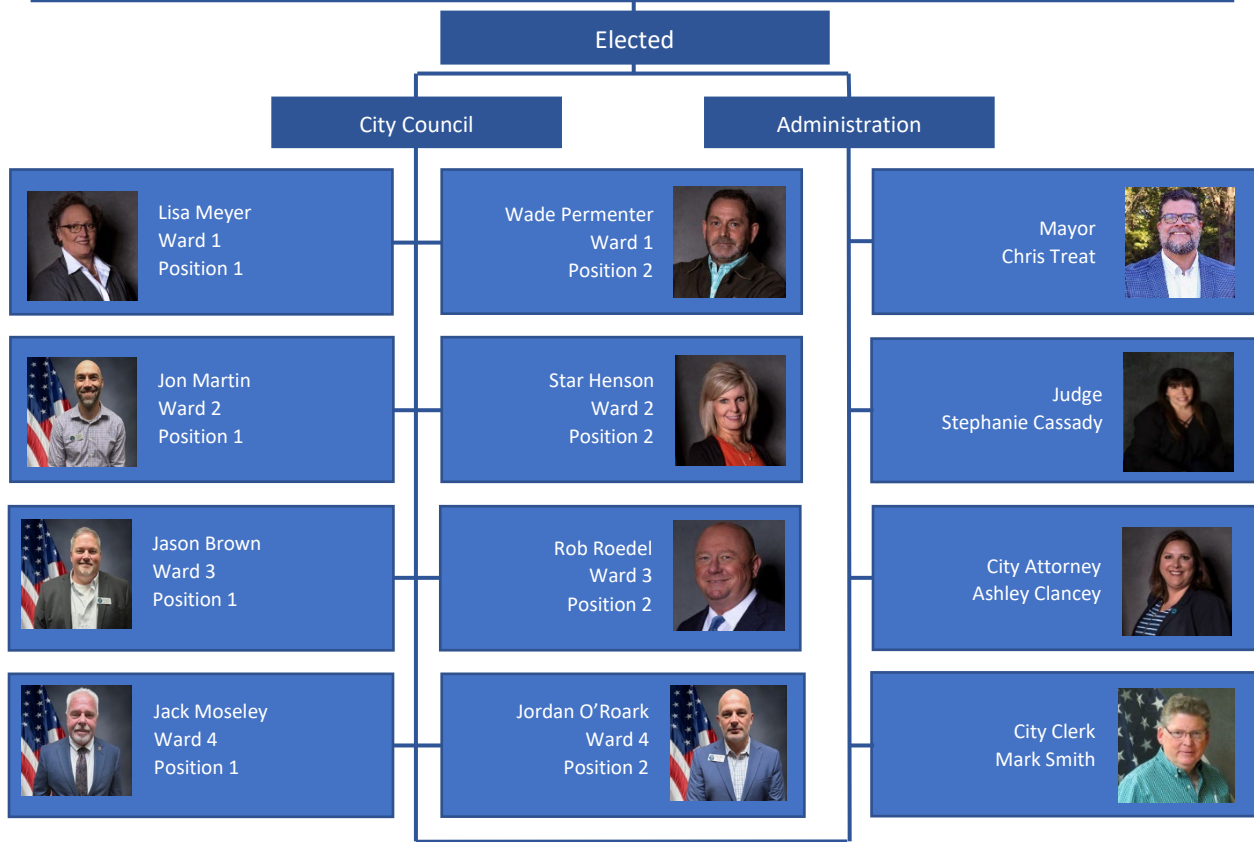 Elected
City Council
Administration
Lisa Meyer
Ward 1
Position 1
Wade Permenter
Ward 1
Position 2
Mayor
Chris Treat
Jon Martin
Ward 2
Position 1
Star Henson
Ward 2
Position 2
Judge
Stephanie Cassady
Jason Brown
Ward 3
Position 1
Rob Roedel
Ward 3
Position 2
City Attorney
Ashley Clancey
Jack Moseley
Ward 4
Position 1
Jordan O’Roark
Ward 4
Position 2
City Clerk
Mark Smith